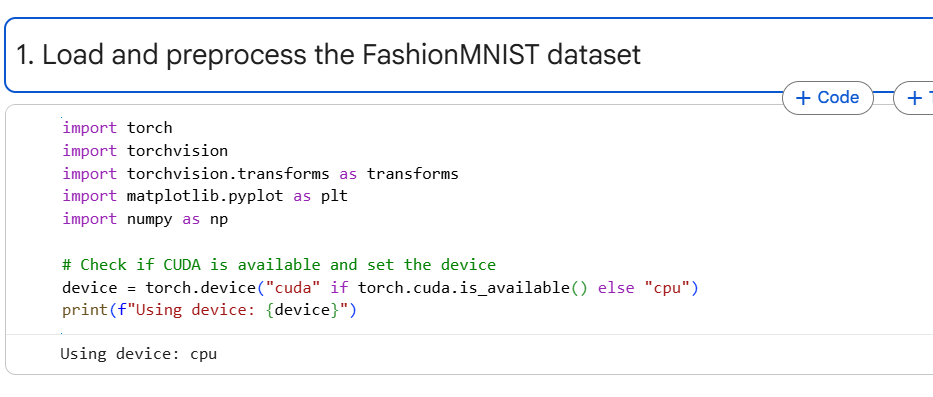 1. Load and preprocess the FashionMNIST dataset
+ Code
+
import torch
import torchvision
import torchvision.transforms as transforms
import matplotlib.pyplot as plt
import numpy as np
# Check if CUDA is available and set the device
device = torch.device("cuda" if torch.cuda.is_available() else "cpu")
print(f"Using device: {device}")
Using device: cpu